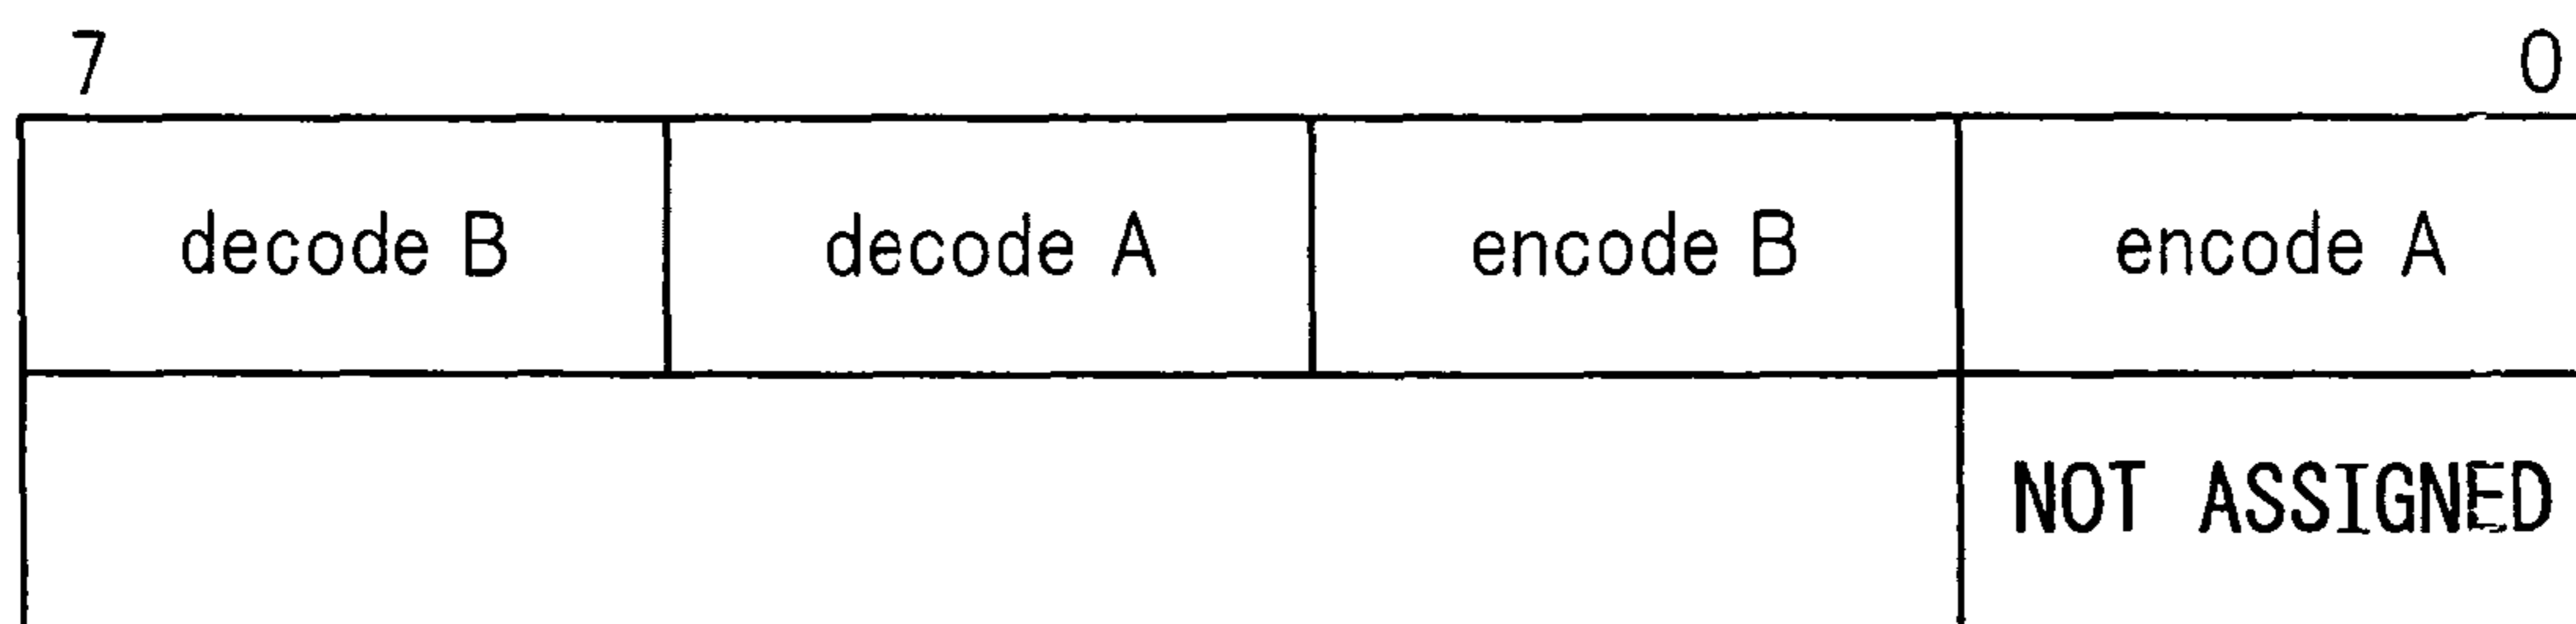 7 0
decode B decode A encode B encode A
NOT ASSIGNED